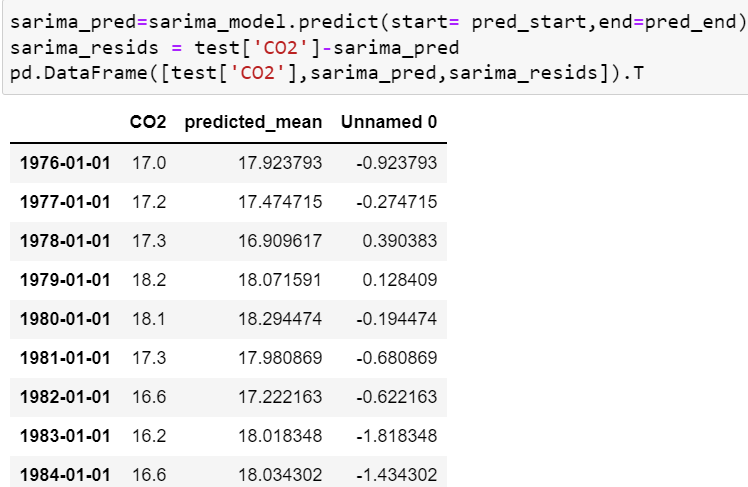 sarima_pred=sarima_model.predict(start= pred_start,end=pred_end)
sarima_resids = test['CO2']-sarima_pred
pd.DataFrame([test['CO2'],sarima_pred,sarima_resids]).T
CO2 predicted_mean Unnamed 0
1976-01-01 17.0 17.923793 -0.923793
1977-01-01 17.2 17.474715 -0.274715
1978-01-01 17.3 16.909617 0.390383
1979-01-01 18.2 18.071591 0.128409
1980-01-01 18.1 18.294474 -0.194474
1981-01-01 17.3 17.980869 -0.680869
1982-01-01 16.6 17.222163 -0.622163
1983-01-01 16.2 18.018348 -1.818348
1984-01-01 16.6 18.034302 -1.434302